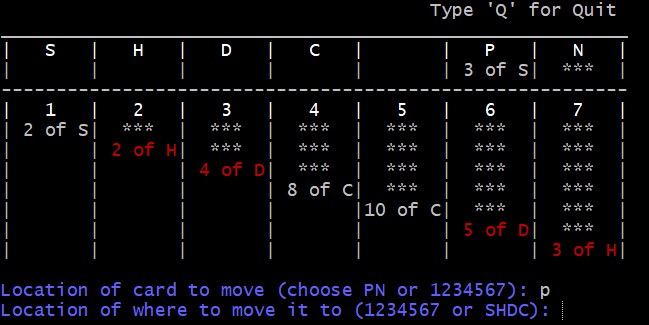 Type 'Q' for Quit
| S | H | D | C | | P | N |
| | | | | | 3 of S| *** |
| 1 | 2 | 3 | 4 | 5 | 6 | 7 |
| 2 of S| *** | *** | *** | *** | *** | *** |
| | 2 of H| *** | *** | *** | *** | *** |
| | | 4 of D| *** | *** | *** | *** |
| | | | 8 of C| *** | *** | *** |
| | | | |10 of C| *** | *** |
| | | | | | 5 of D| *** |
| | | | | | | 3 of H|
Location of card to move (choose PN or 1234567): p
Location of where to move it to (1234567 or SHDC):